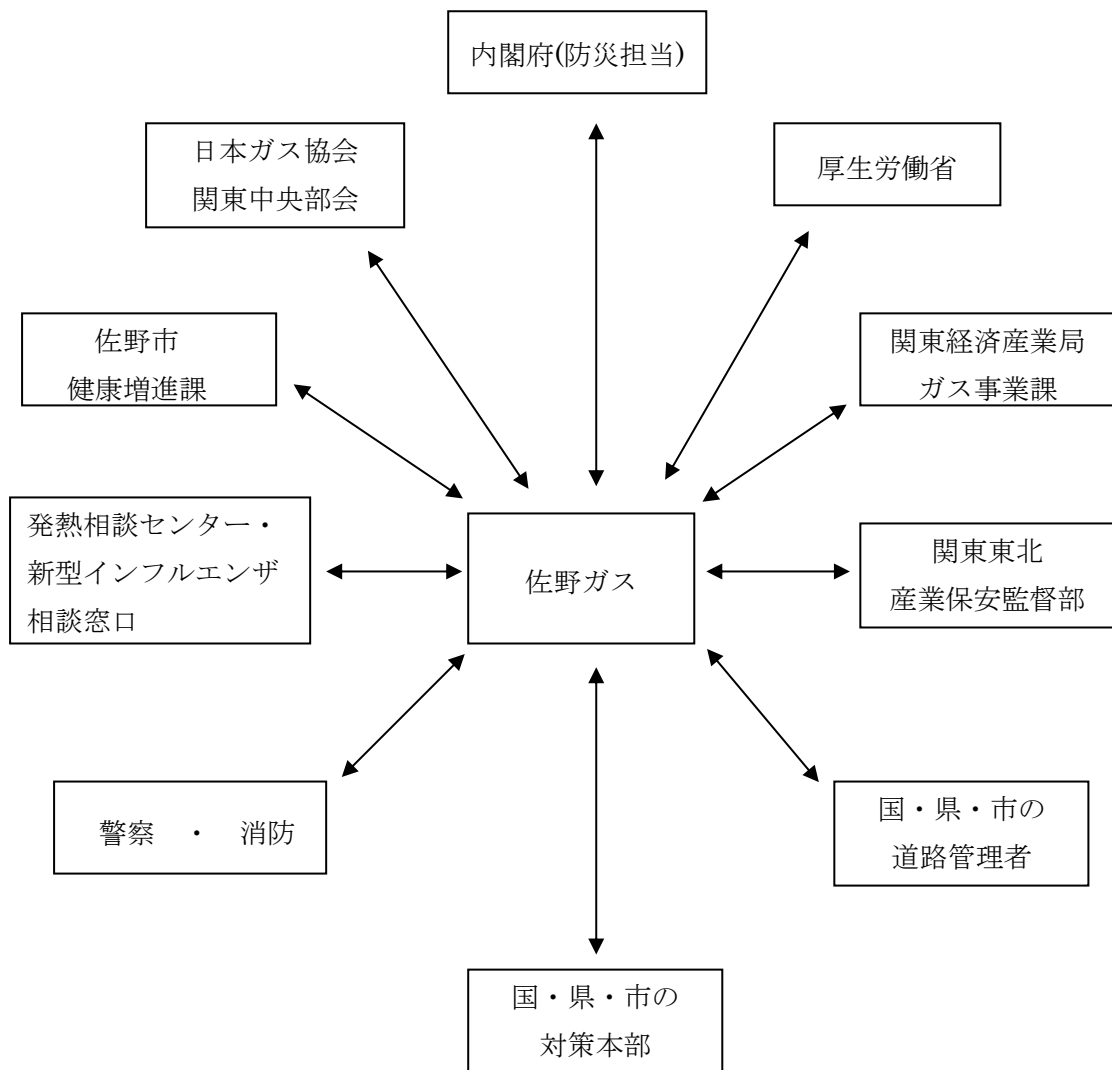 内閣府(防災担当)
日本ガス協会
関東中央部会
厚生労働省
佐野市
健康増進課
関東経済産業局
ガス事業課
発熱相談センター・
新型インフルエンザ
相談窓口
佐野ガス
関東東北
産業保安監督部
警察　・　消防
国・県・市の
道路管理者
国・県・市の
対策本部